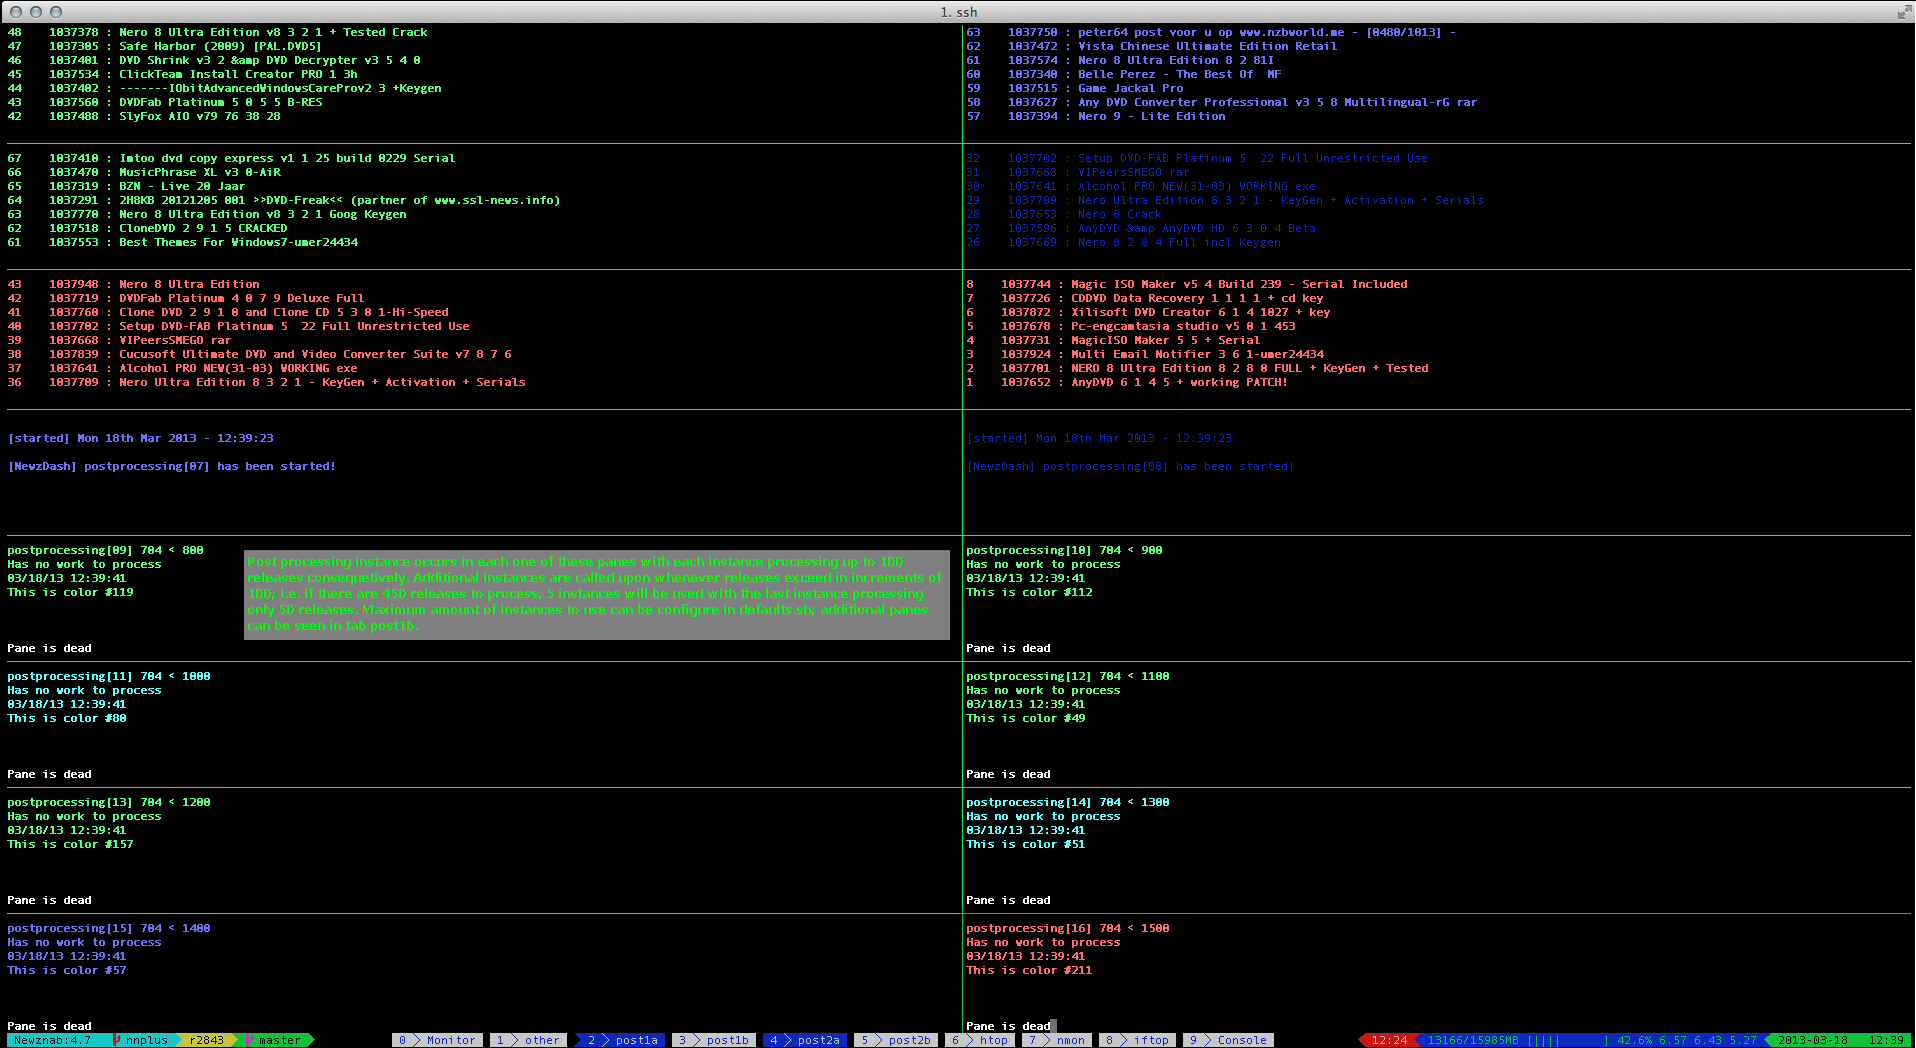 1. ssh
48 1037378 : Nero 8 Ultra Edition v8 3 2 1 + Tested Crack
47 1037305 : Safe Harbor (2009) [PAL.DVD5]
46 1037401 : DVD Shrink v3 2 &amp DVD Decrypter v3 5 4 0
45 1037534 : ClickTeam Install Creator PRO 1 3h
44 1037402 : -------IObitAdvancedWindowsCareProv2 3 +Keygen
43 1037560 : DVDFab Platinum 5 0 5 5 B-RES
42 1037488 : SlyFox AIO v79 76 38 28
63 1037750 : peter64 post voor u op www.nzbworld.me - [0480/1013] -
62 1037472 : Vista Chinese Ultimate Edition Retail
61 1037574 : Nero 8 Ultra Edition 8 2 81I
60 1037340 : Belle Perez - The Best Of  MF
59 1037515 : Game Jackal Pro
58 1037627 : Any DVD Converter Professional v3 5 8 Multilingual-rG rar
57 1037394 : Nero 9 - Lite Edition
67 1037410 : Imtoo dvd copy express v1 1 25 build 0229 Serial
66 1037470 : MusicPhrase XL v3 0-AiR
65 1037319 : BZN - Live 20 Jaar
64 1037291 : 2H8KB 20121205 001 >>DVD-Freak<< (partner of www.ssl-news.info)
63 1037770 : Nero 8 Ultra Edition v8 3 2 1 Goog Keygen
62 1037518 : CloneDVD 2 9 1 5 CRACKED
61 1037553 : Best Themes For Windows7-umer24434
32 1037702 : Setup DVD-FAB Platinum 5  22 Full Unrestricted Use
31 1037668 : VIPeersSMEGO rar
30 1037641 : Alcohol PRO NEW(31-03) WORKING exe
29 1037709 : Nero Ultra Edition 8 3 2 1 - KeyGen + Activation + Serials
28 1037653 : Nero 8 Crack
27 1037596 : AnyDVD &amp AnyDVD HD 6 3 0 4 Beta
26 1037669 : Nero 8 2 8 4 Full incl Keygen
43 1037948 : Nero 8 Ultra Edition
42 1037719 : DVDFab Platinum 4 0 7 9 Deluxe Full
41 1037760 : Clone DVD 2 9 1 0 and Clone CD 5 3 0 1-Hi-Speed
40 1037702 : Setup DVD-FAB Platinum 5  22 Full Unrestricted Use
39 1037668 : VIPeersSMEGO rar
38 1037839 : Cucusoft Ultimate DVD and Video Converter Suite v7 8 7 6
37 1037641 : Alcohol PRO NEW(31-03) WORKING exe
36 1037709 : Nero Ultra Edition 8 3 2 1 - KeyGen + Activation + Serials
8 1037744 : Magic ISO Maker v5 4 Build 239 - Serial Included
7 1037726 : CDDVD Data Recovery 1 1 1 1 + cd key
6 1037872 : Xilisoft DVD Creator 6 1 4 1027 + key
5 1037678 : Pc-engcamtasia studio v5 0 1 453
4 1037731 : MagicISO Maker 5 5 + Serial
3 1037924 : Multi Email Notifier 3 6 1-umer24434
2 1037701 : NERO 8 Ultra Edition 8 2 8 0 FULL + KeyGen + Tested
1 1037652 : AnyDVD 6 1 4 5 + working PATCH!
[started] Mon 18th Mar 2013 - 12:39:23
[NewzDash] postprocessing[07] has been started!
[started] Mon 18th Mar 2013 - 12:39:23
[NewzDash] postprocessing[08] has been started!
postprocessing[09] 704 < 800
Has no work to process
03/18/13 12:39:41
This is color #119
Pane is dead
Post processing instance occurs in each one of these panes with each instance processing up to 100
releases consequetively. Additional instances are called upon whenever releases exceed in increments of
100; i.e. if there are 450 releases to process, 5 instances will be used with the last instance processing
only 50 releases. Maximum amount of instances to use can be configure in defaults.sh; additional panes
can be seen in tab post1b.
postprocessing[10] 704 < 900
Has no work to process
03/18/13 12:39:41
This is color #112
Pane is dead
postprocessing[11] 704 < 1000
Has no work to process
03/18/13 12:39:41
This is color #80
Pane is dead
postprocessing[12] 704 < 1100
Has no work to process
03/18/13 12:39:41
This is color #49
Pane is dead
postprocessing[13] 704 < 1200
Has no work to process
03/18/13 12:39:41
This is color #157
Pane is dead
postprocessing[14] 704 < 1300
Has no work to process
03/18/13 12:39:41
This is color #51
Pane is dead
postprocessing[15] 704 < 1400
Has no work to process
03/18/13 12:39:41
This is color #57
Pane is dead
postprocessing[16] 704 < 1500
Has no work to process
03/18/13 12:39:41
This is color #211
Pane is dead
Newznab:4.7 nnplus r2843 master 0 Monitor 1 other 2 post1a 3 post1b 4 post2a 5 post2b 6 htop 7 nmon 8 iftop 9 Console 12:24 13166/15985MB [|||| ] 42.6% 6.57 6.43 5.27 2013-03-18 12:39